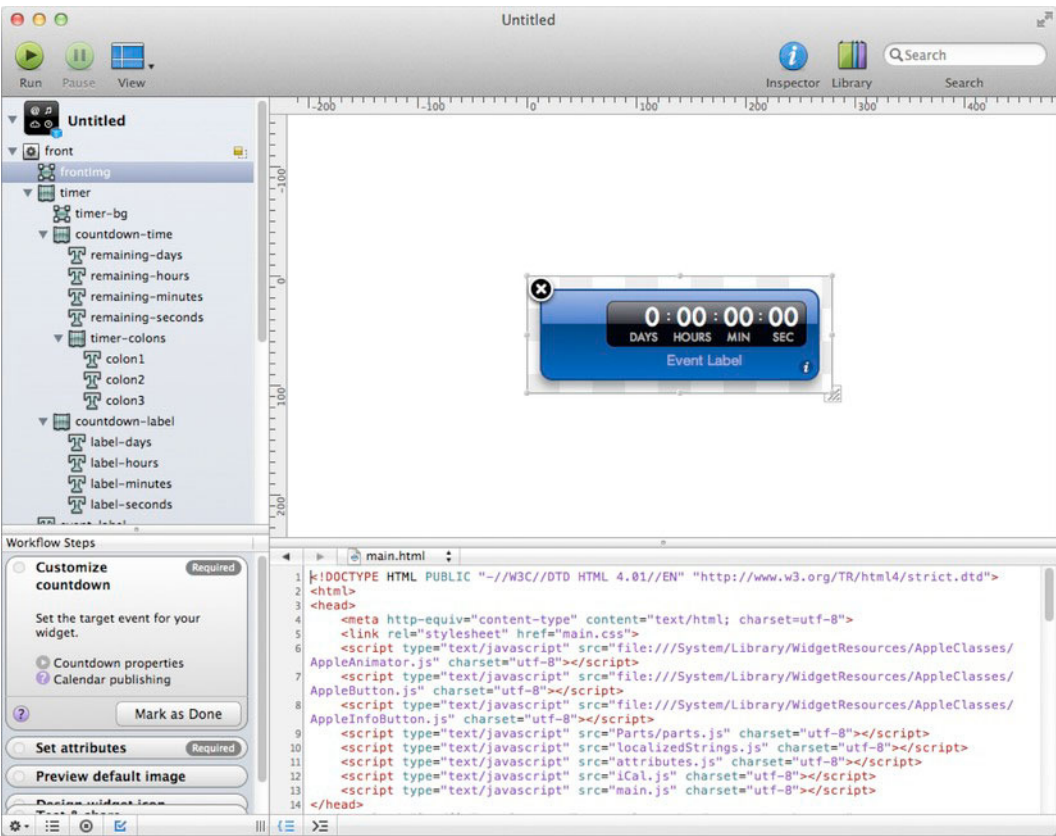 Untitled
Run Pause View Inspector Library Search
Search
Untitled
front
frontImg
timer
timer-bg
countdown-time
remaining-days
remaining-hours
remaining-minutes
remaining-seconds
timer-colons
colon1
colon2
colon3
countdown-label
label-days
label-hours
label-minutes
label-seconds
-200 -100 0 100 200 300 400
-100
0
100
200
0:00:00:00
DAYS HOURS MIN SEC
Event Label
Workflow Steps
Customize countdown Required
Set the target event for your
widget.
Countdown properties
Calendar publishing
Mark as Done
Set attributes Required
Preview default image
main.html
1 <!DOCTYPE HTML PUBLIC "-//W3C//DTD HTML 4.01//EN" "http://www.w3.org/TR/html4/strict.dtd">
2 <html>
3 <head>
4 <meta http-equiv="content-type" content="text/html; charset=utf-8">
5 <link rel="stylesheet" href="main.css">
6 <script type="text/javascript" src="file:///System/Library/WidgetResources/AppleClasses/
AppleAnimator.js" charset="utf-8"></script>
7 <script type="text/javascript" src="file:///System/Library/WidgetResources/AppleClasses/
AppleButton.js" charset="utf-8"></script>
8 <script type="text/javascript" src="file:///System/Library/WidgetResources/AppleClasses/
AppleInfoButton.js" charset="utf-8"></script>
9 <script type="text/javascript" src="Parts/parts.js" charset="utf-8"></script>
10 <script type="text/javascript" src="localizedStrings.js" charset="utf-8"></script>
11 <script type="text/javascript" src="attributes.js" charset="utf-8"></script>
12 <script type="text/javascript" src="iCal.js" charset="utf-8"></script>
13 <script type="text/javascript" src="main.js" charset="utf-8"></script>
14 </head>